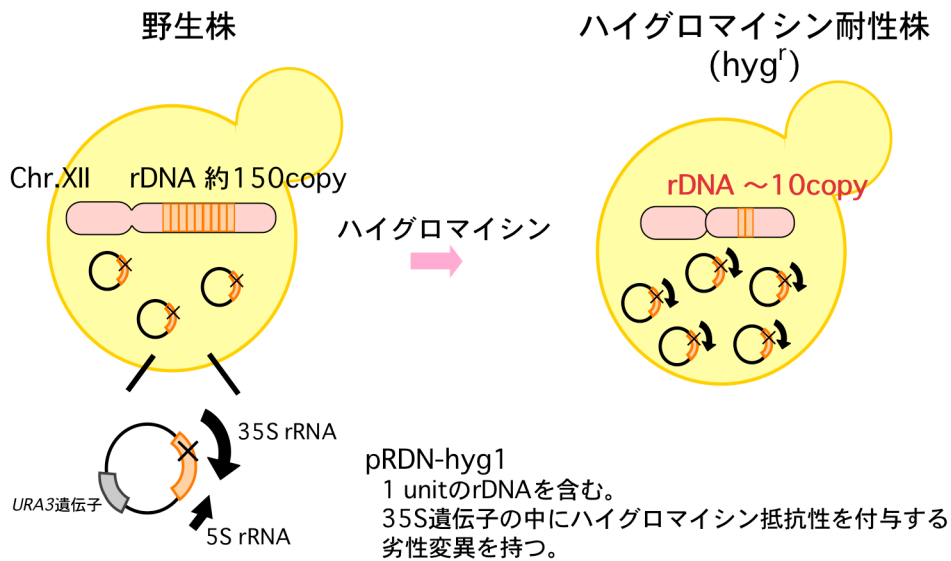 野生株
ハイグロマイシン耐性株
(hygʳ)
Chr.XII
rDNA 約150copy
rDNA ～10copy
ハイグロマイシン
35S rRNA
URA3遺伝子
5S rRNA
pRDN-hyg1
1 unitのrDNAを含む。
35S遺伝子の中にハイグロマイシン抵抗性を付与する
劣性変異を持つ。